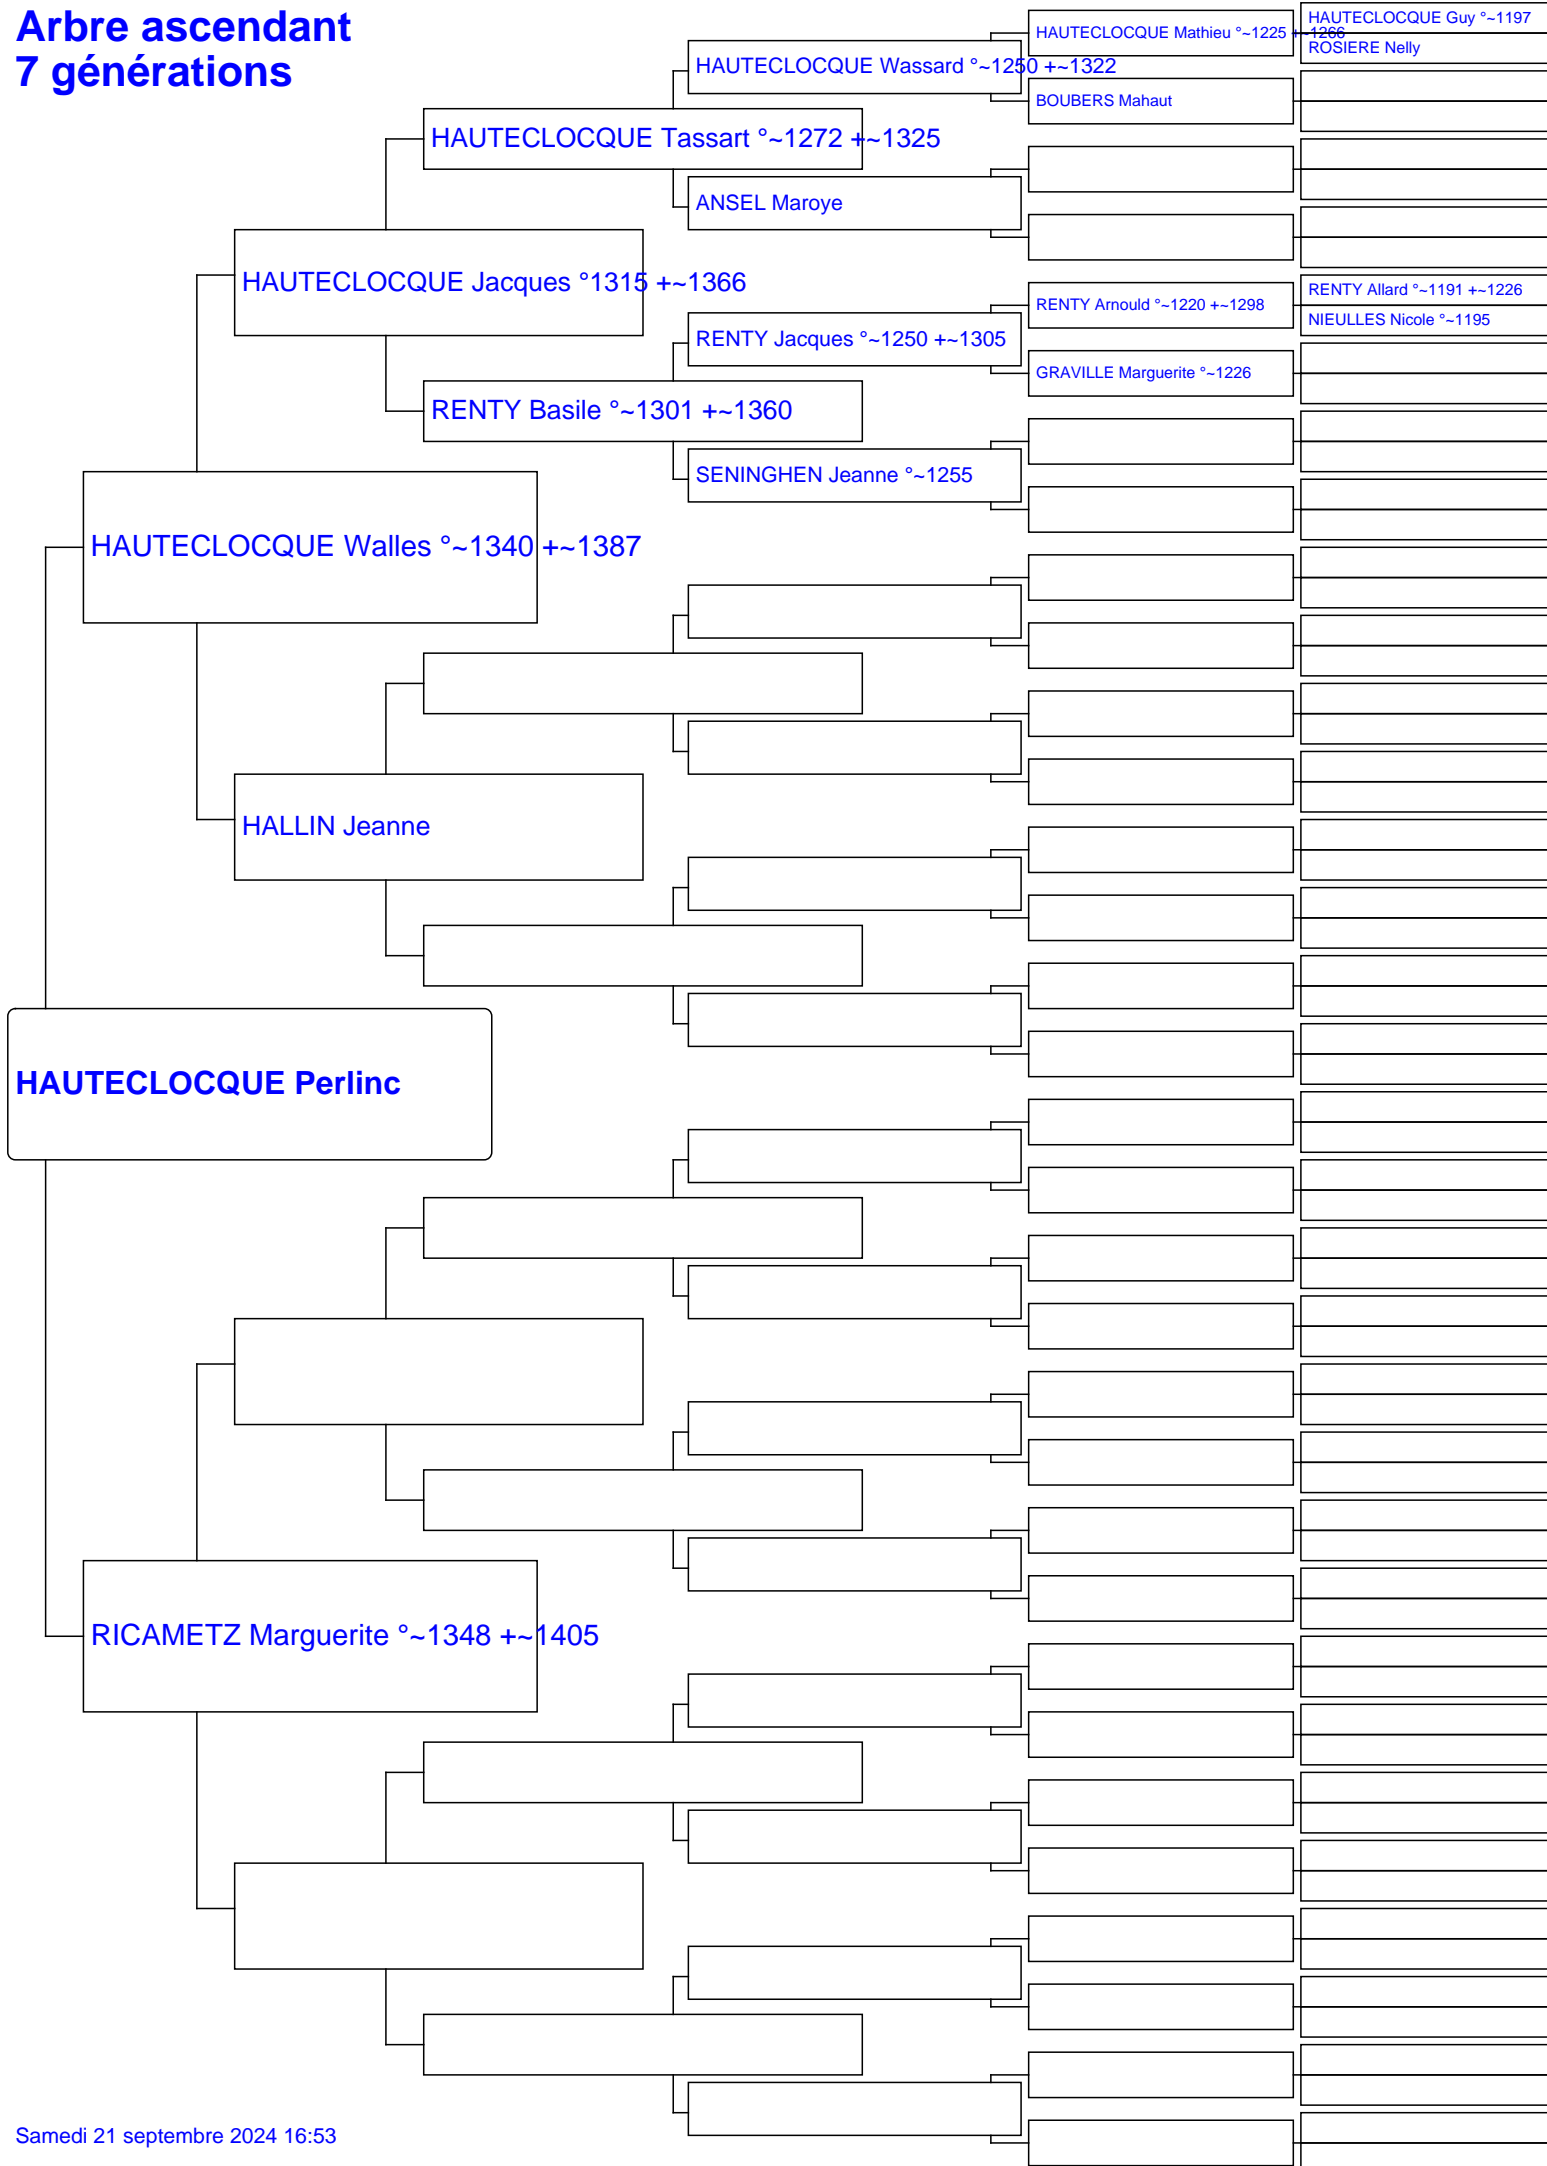 Arbre ascendant
7 générations
HAUTECLOCQUE Guy °~1197
HAUTECLOCQUE Mathieu °~1225 +~1266
ROSIERE Nelly
HAUTECLOCQUE Wassard °~1250 +~1322
BOUBERS Mahaut
HAUTECLOCQUE Tassart °~1272 +~1325
ANSEL Maroye
HAUTECLOCQUE Jacques °1315 +~1366
RENTY Allard °~1191 +~1226
RENTY Arnould °~1220 +~1298
NIEULLES Nicole °~1195
RENTY Jacques °~1250 +~1305
GRAVILLE Marguerite °~1226
RENTY Basile °~1301 +~1360
SENINGHEN Jeanne °~1255
HAUTECLOCQUE Walles °~1340 +~1387
HALLIN Jeanne
HAUTECLOCQUE Perlinc
RICAMETZ Marguerite °~1348 +~1405
Samedi 21 septembre 2024 16:53